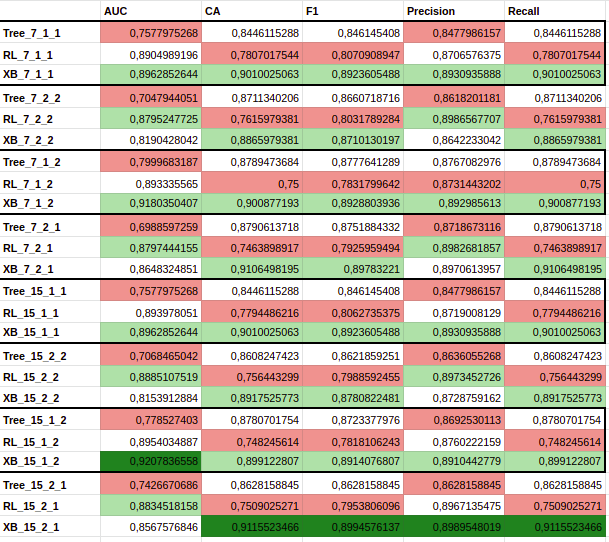 AUC CA F1 Precision Recall
Tree_7_1_1 0,7577975268 0,8446115288 0,846145408 0,8477986157 0,8446115288
RL_7_1_1 0,8904989196 0,7807017544 0,8070908947 0,8706576375 0,7807017544
XB_7_1_1 0,8962852644 0,9010025063 0,8923605488 0,8930935888 0,9010025063
Tree_7_2_2 0,7047944051 0,8711340206 0,8660718716 0,8618201181 0,8711340206
RL_7_2_2 0,8795247725 0,7615979381 0,8031789284 0,8986567707 0,7615979381
XB_7_2_2 0,8190428042 0,8865979381 0,8710130197 0,8642233042 0,8865979381
Tree_7_1_2 0,7999683187 0,8789473684 0,8777641289 0,8767082976 0,8789473684
RL_7_1_2 0,893335565 0,75 0,7831799642 0,8731443202 0,75
XB_7_1_2 0,9180350407 0,900877193 0,8928803936 0,892985613 0,900877193
Tree_7_2_1 0,6988597259 0,8790613718 0,8751884332 0,8718673116 0,8790613718
RL_7_2_1 0,8797444155 0,7463898917 0,7925959494 0,8982681857 0,7463898917
XB_7_2_1 0,8648324851 0,9106498195 0,89783221 0,8970613957 0,9106498195
Tree_15_1_1 0,7577975268 0,8446115288 0,846145408 0,8477986157 0,8446115288
RL_15_1_1 0,893978051 0,7794486216 0,8062735375 0,8719008129 0,7794486216
XB_15_1_1 0,8962852644 0,9010025063 0,8923605488 0,8930935888 0,9010025063
Tree_15_2_2 0,7068465042 0,8608247423 0,8621859251 0,8636055268 0,8608247423
RL_15_2_2 0,8885107519 0,756443299 0,7988592455 0,8973452726 0,756443299
XB_15_2_2 0,8153912884 0,8917525773 0,8780822481 0,8728759162 0,8917525773
Tree_15_1_2 0,778527403 0,8780701754 0,8723377976 0,8692530113 0,8780701754
RL_15_1_2 0,8954034887 0,748245614 0,7818106243 0,8760222159 0,748245614
XB_15_1_2 0,9207836558 0,899122807 0,8914076807 0,8910442779 0,899122807
Tree_15_2_1 0,7426670686 0,8628158845 0,8628158845 0,8628158845 0,8628158845
RL_15_2_1 0,8834518158 0,7509025271 0,7953806096 0,8967135475 0,7509025271
XB_15_2_1 0,8567576846 0,9115523466 0,8994576137 0,8989548019 0,9115523466